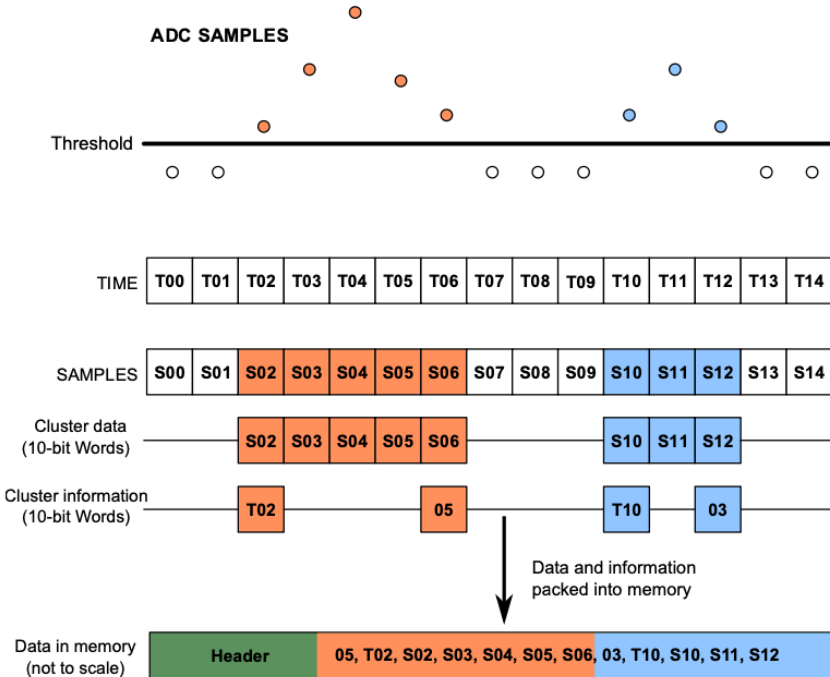 ADC SAMPLES
Threshold
TIME T00 T01 T02 T03 T04 T05 T06 T07 T08 T09 T10 T11 T12 T13 T14
SAMPLES S00 S01 S02 S03 S04 S05 S06 S07 S08 S09 S10 S11 S12 S13 S14
Cluster data
(10-bit Words)
S02 S03 S04 S05 S06 S10 S11 S12
Cluster information
(10-bit Words)
T02 05 T10 03
Data and information
packed into memory
Data in memory
(not to scale)
Header 05, T02, S02, S03, S04, S05, S06, 03, T10, S10, S11, S12